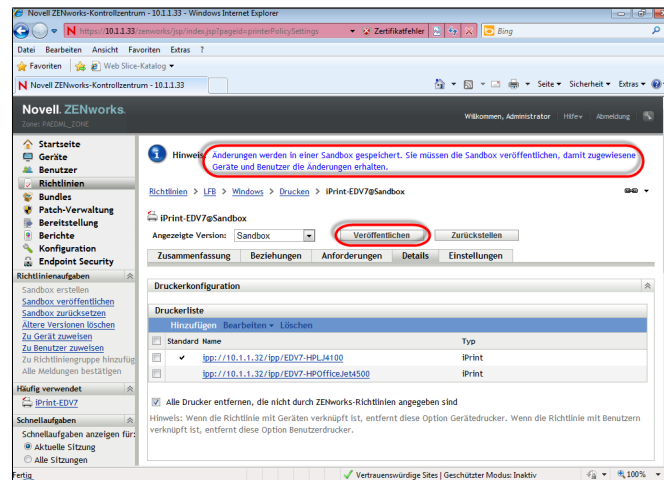 Novell ZENworks-Kontrollzentrum - 10.1.1.33 - Windows Internet Explorer
https://10.1.1.33/zenworks/jsp/index.jsp?pageid=printerPolicySettings
Zertifikatfehler
Bing
Datei Bearbeiten Ansicht Favoriten Extras ?
Favoriten Web Slice-Katalog
Novell ZENworks-Kontrollzentrum - 10.1.1.33
Seite Sicherheit Extras
Novell ZENworks.
Zone: PAEDML_ZONE
Willkommen, Administrator Hilfe Abmeldung
Startseite
Geräte
Benutzer
Richtlinien
Bundles
Patch-Verwaltung
Bereitstellung
Berichte
Konfiguration
Endpoint Security
Richtlinienaufgaben
Sandbox erstellen
Sandbox veröffentlichen
Sandbox zurücksetzen
Ältere Versionen löschen
Zu Gerät zuweisen
Zu Benutzer zuweisen
Zu Richtliniengruppe hinzufüg
Alle Meldungen bestätigen
Häufig verwendet
iPrint-EDV7
Schnellaufgaben
Schnellaufgaben anzeigen für:
Aktuelle Sitzung
Alle Sitzungen
Hinweis: Änderungen werden in einer Sandbox gespeichert. Sie müssen die Sandbox veröffentlichen, damit zugewiesene
Geräte und Benutzer die Änderungen erhalten.
Richtlinien > LFB > Windows > Drucken > iPrint-EDV7@Sandbox
iPrint-EDV7@Sandbox
Angezeigte Version: Sandbox Veröffentlichen Zurückstellen
Zusammenfassung Beziehungen Anforderungen Details Einstellungen
Druckerkonfiguration
Druckerliste
Hinzufügen Bearbeiten Löschen
Standard Name Typ
ipp://10.1.1.32/ipp/EDV7-HPLJ4100 iPrint
ipp://10.1.1.32/ipp/EDV7-HPOfficeJet4500 iPrint
Alle Drucker entfernen, die nicht durch ZENworks-Richtlinien angegeben sind
Hinweis: Wenn die Richtlinie mit Geräten verknüpft ist, entfernt diese Option Gerätedrucker. Wenn die Richtlinie mit Benutzern
verknüpft ist, entfernt diese Option Benutzerdrucker.
Fertig
Vertrauenswürdige Sites | Geschützter Modus: Inaktiv
100%